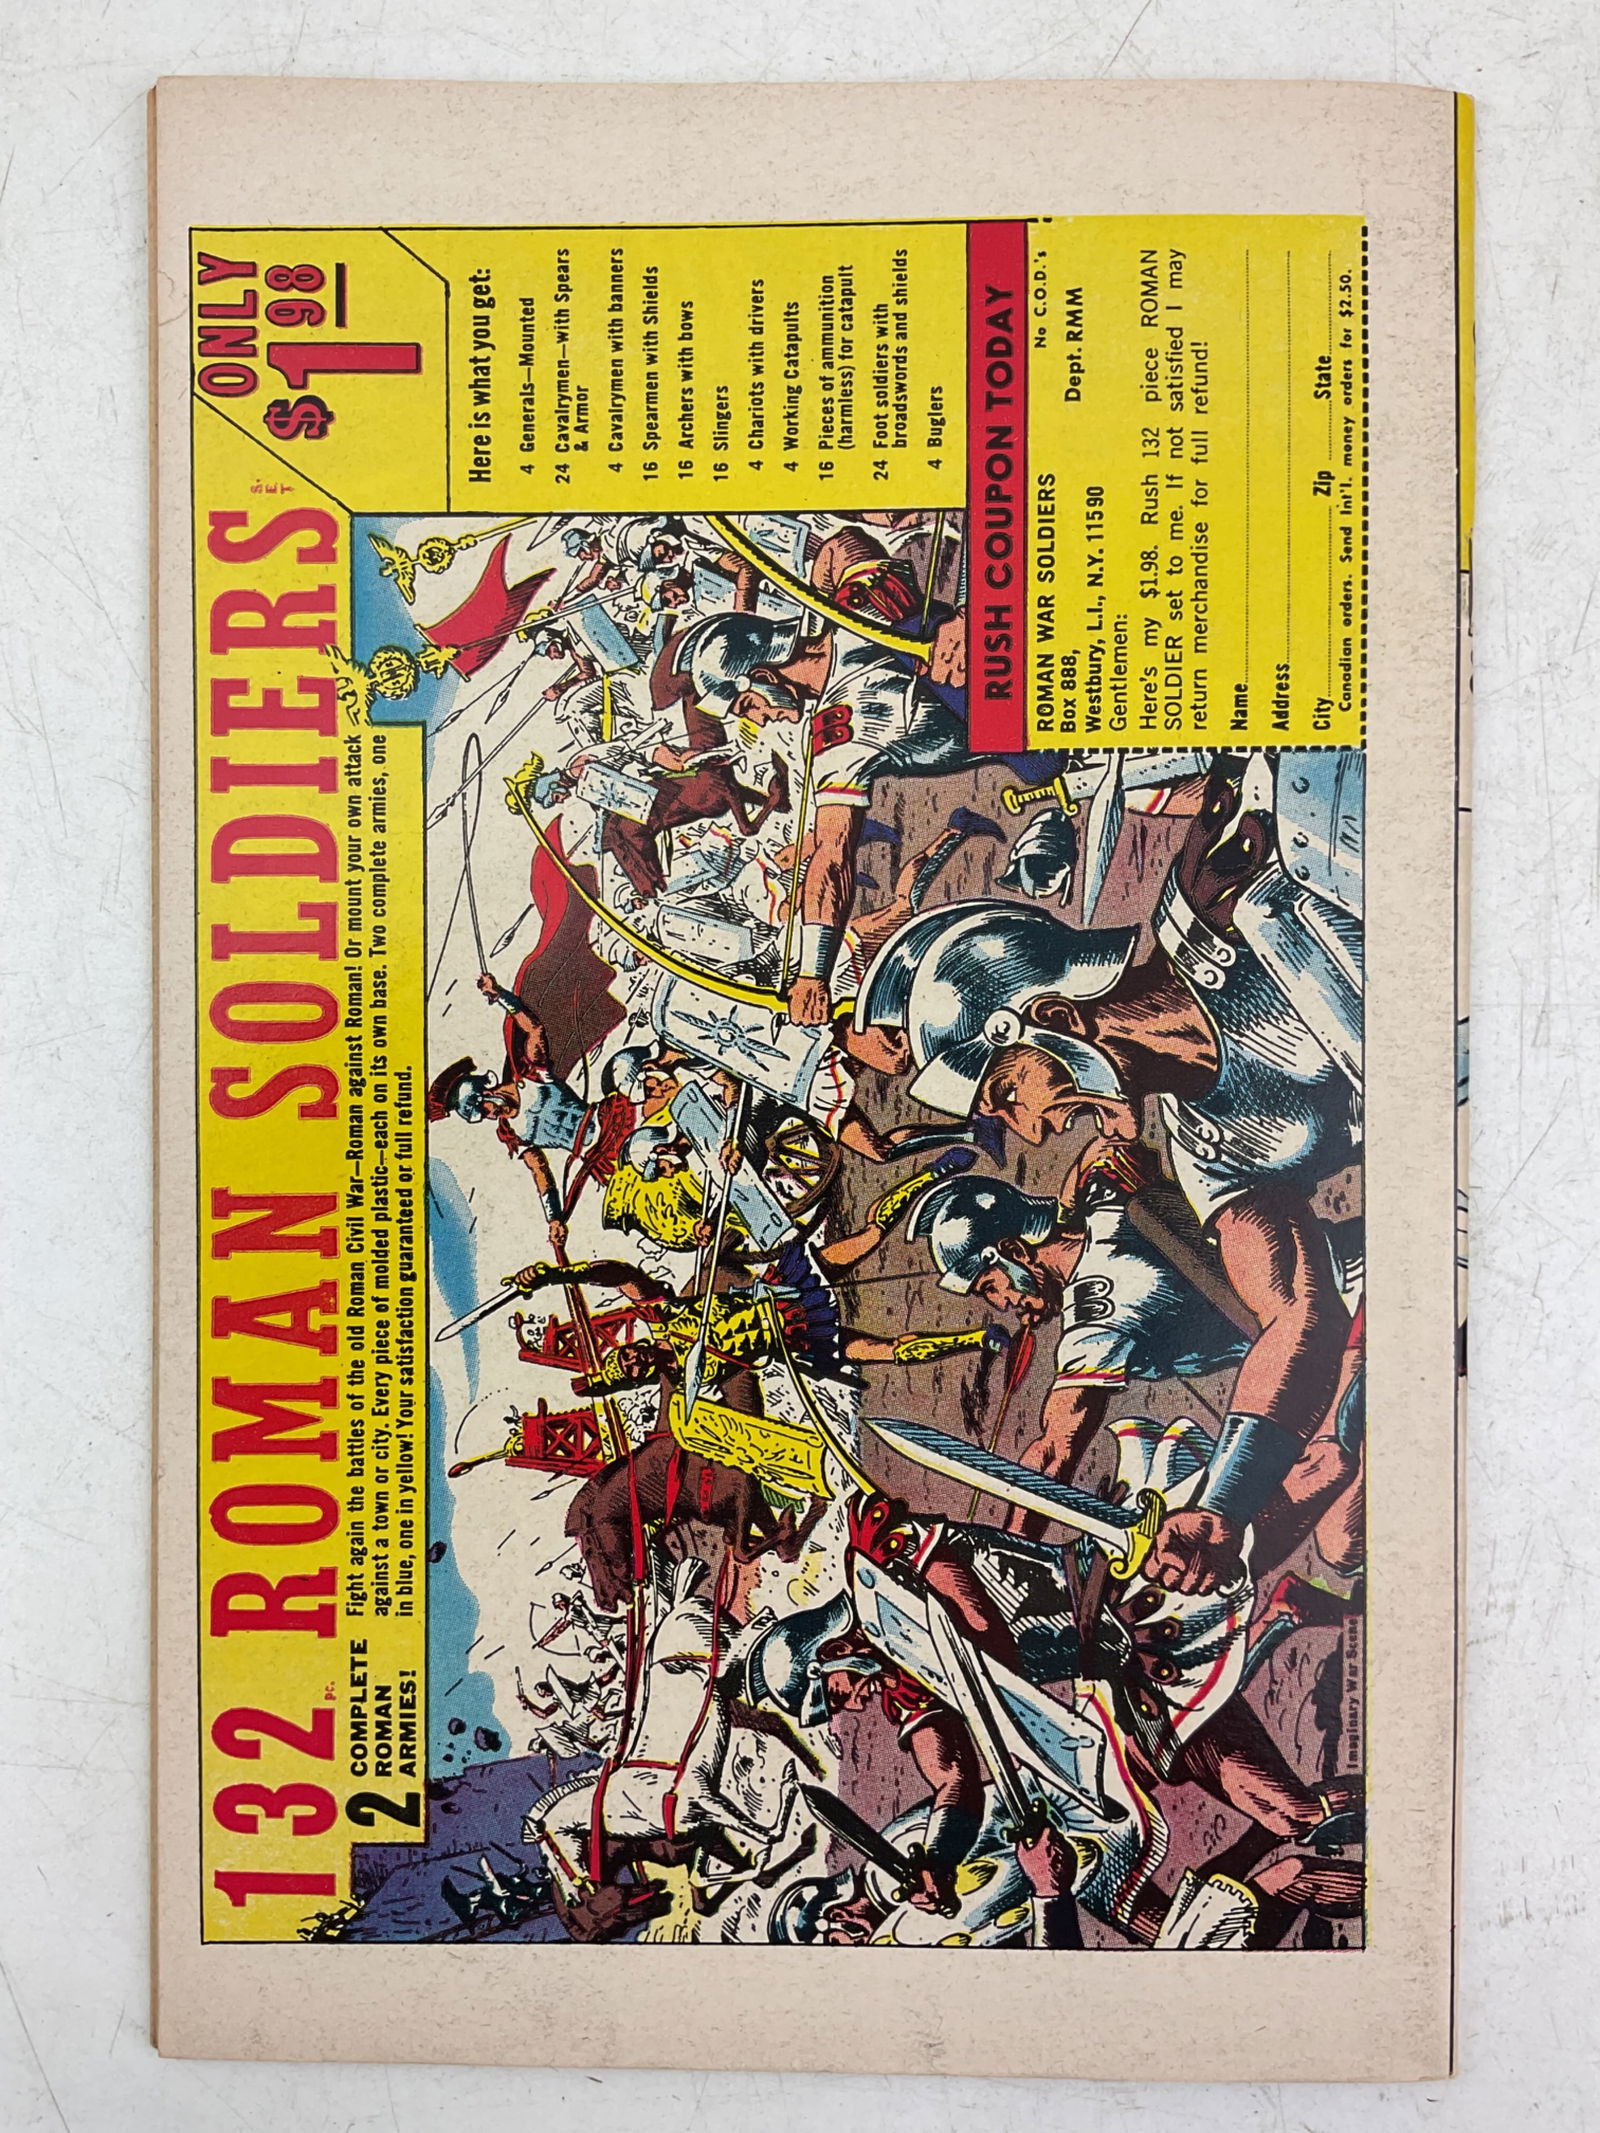 132 PC. ROMAN SOLDIERS S.E.T
ONLY
$1.98
2 COMPLETE
ROMAN
ARMIES!
Fight again the battles of the old Roman Civil War—Roman against Roman! Or mount your own attack
against a town or city. Every piece of molded plastic—each on its own base. Two complete armies, one
in blue, one in yellow! Your satisfaction guaranteed or full refund.
Here is what you get:
4 Generals—Mounted
24 Cavalrymen—with Spears
& Armor
4 Cavalrymen with banners
16 Spearmen with Shields
16 Archers with bows
16 Slingers
4 Chariots with drivers
4 Working Catapults
16 Pieces of ammunition
(harmless) for catapult
24 Foot soldiers with
broadswords and shields
4 Buglers
RUSH COUPON TODAY
No C.O.D.'s
ROMAN WAR SOLDIERS
Box 888, Dept. RMM
Westbury, L.I., N.Y. 11590
Gentlemen:
Here's my $1.98. Rush 132 piece ROMAN
SOLDIER set to me. If not satisfied I may
return merchandise for full refund!
Name
Address
City Zip State
Canadian orders. Send Int'l. money orders for $2.50.
Imaginary War Scene